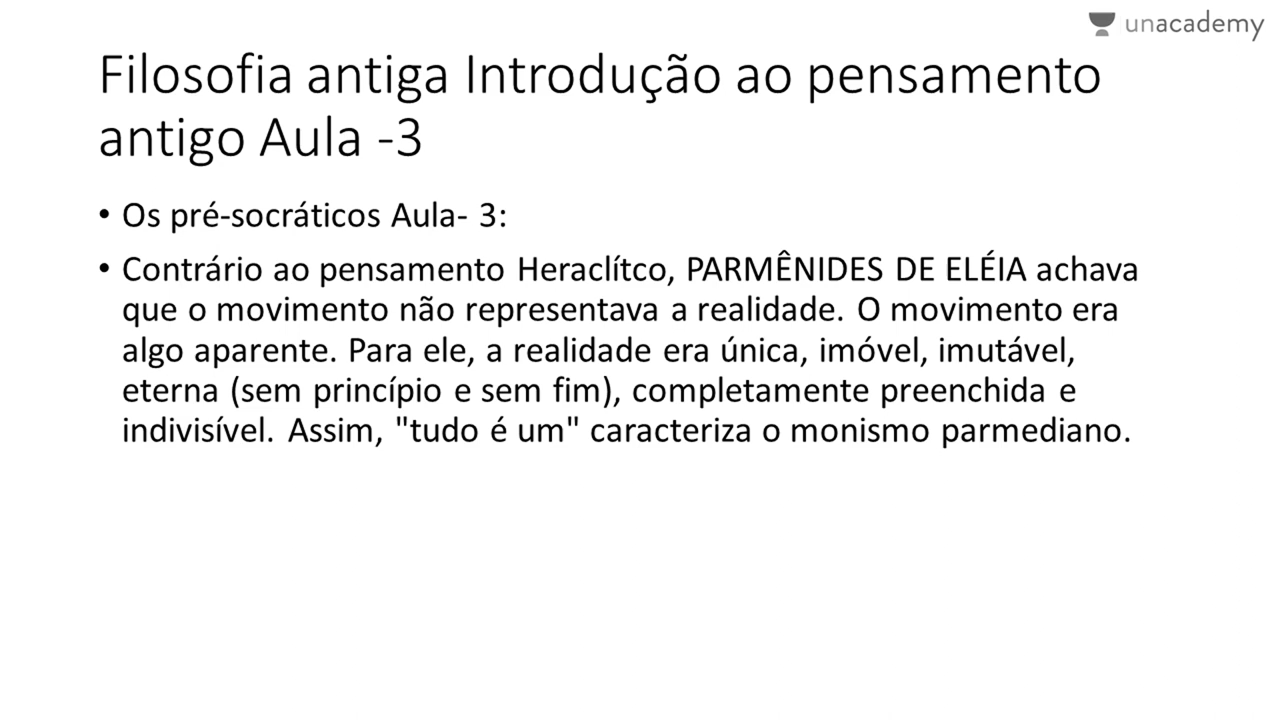 unacademy
Filosofia antiga Introdução ao pensamento
antigo Aula -3
• Os pré-socráticos Aula- 3:
• Contrário ao pensamento Heraclítco, PARMÊNIDES DE ELÉIA achava
que o movimento não representava a realidade. O movimento era
algo aparente. Para ele, a realidade era única, imóvel, imutável,
eterna (sem princípio e sem fim), completamente preenchida e
indivisível. Assim, "tudo é um" caracteriza o monismo parmediano.